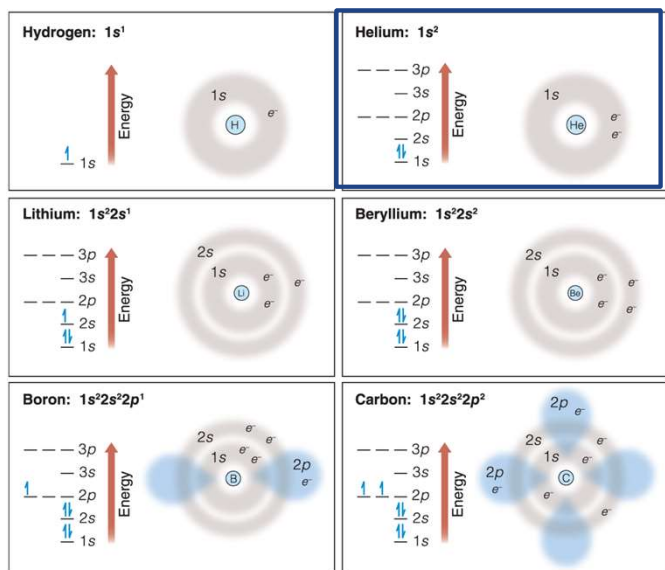 Hydrogen: 1s¹
Energy
1s
1s
H
e⁻
Helium: 1s²
3p
3s
2p
2s
1s
Energy
1s
He
e⁻
e⁻
Lithium: 1s²2s¹
3p
3s
2p
2s
1s
Energy
2s
1s
Li
e⁻
e⁻
e⁻
Beryllium: 1s²2s²
3p
3s
2p
2s
1s
Energy
2s
1s
Be
e⁻
e⁻
e⁻
e⁻
Boron: 1s²2s²2p¹
3p
3s
2p
2s
1s
Energy
2s
1s
B
e⁻
e⁻
e⁻
e⁻
2p
e⁻
Carbon: 1s²2s²2p²
3p
3s
2p
2s
1s
Energy
2p
e⁻
2s
1s
C
2p
e⁻
e⁻
e⁻
e⁻
e⁻